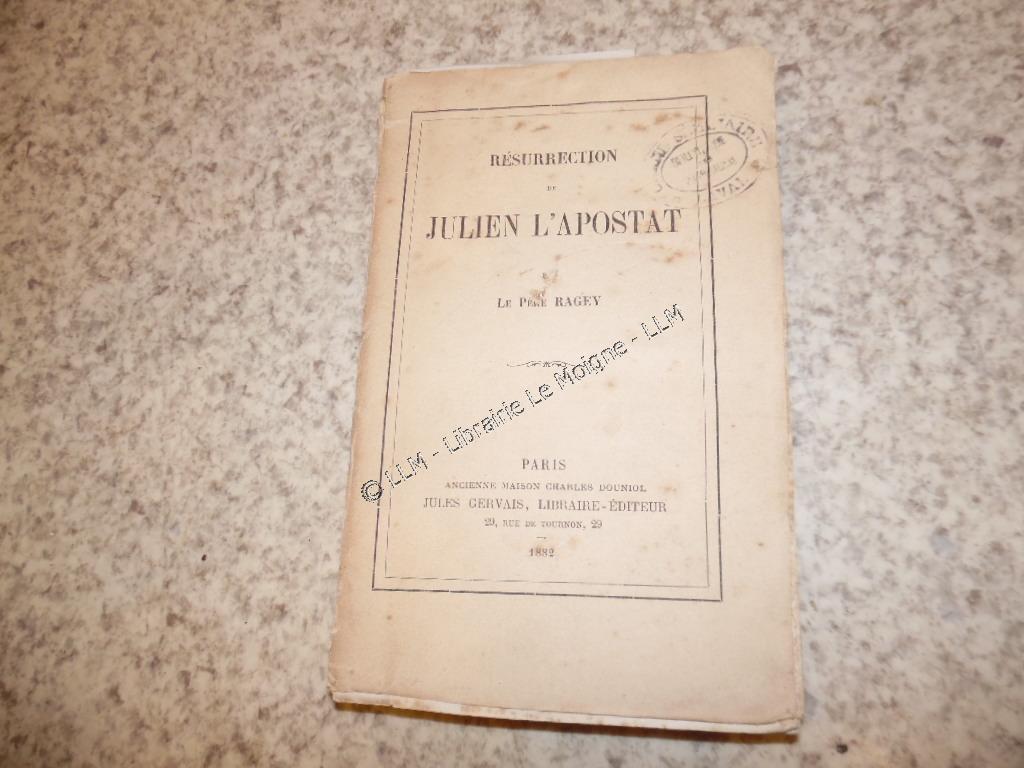 RÉSURRECTION
DE
JULIEN L'APOSTAT
LE PÈRE RAGEY
© LLM - Librairie Le Moigne - LLM
PARIS
ANCIENNE MAISON CHARLES DOUNIOL
JULES GERVAIS, LIBRAIRE-ÉDITEUR
29, RUE DE TOURNON, 29
1882